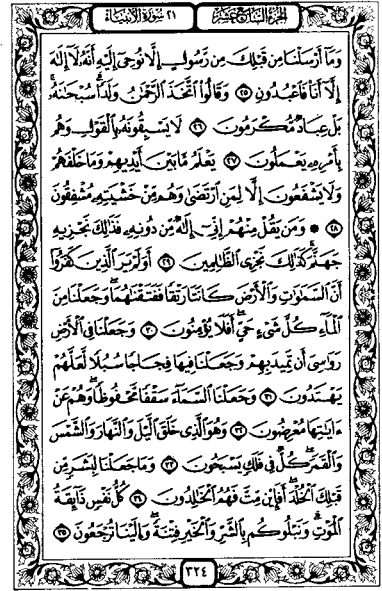 الجزء السابع عشر
٢١ سورة الأنبياء
وَمَآ أَرْسَلْنَا مِن قَبْلِكَ مِن رَّسُولٍ إِلَّا نُوحِىٓ إِلَيْهِ أَنَّهُۥ لَآ إِلَٰهَ
إِلَّآ أَنَا۠ فَٱعْبُدُونِ ٢٥ وَقَالُوا۟ ٱتَّخَذَ ٱلرَّحْمَٰنُ وَلَدًا سُبْحَٰنَهُۥ
بَلْ عِبَادٌ مُّكْرَمُونَ ٢٦ لَا يَسْبِقُونَهُۥ بِٱلْقَوْلِ وَهُم
بِأَمْرِهِۦ يَعْمَلُونَ ٢٧ يَعْلَمُ مَا بَيْنَ أَيْدِيهِمْ وَمَا خَلْفَهُمْ
وَلَا يَشْفَعُونَ إِلَّا لِمَنِ ٱرْتَضَىٰ وَهُم مِّنْ خَشْيَتِهِۦ مُشْفِقُونَ
٢٨ * وَمَن يَقُلْ مِنْهُمْ إِنِّىٓ إِلَٰهٌ مِّن دُونِهِۦ فَذَٰلِكَ نَجْزِيهِ
جَهَنَّمَ كَذَٰلِكَ نَجْزِى ٱلظَّٰلِمِينَ ٢٩ أَوَلَمْ يَرَ ٱلَّذِينَ كَفَرُوٓا۟
أَنَّ ٱلسَّمَٰوَٰتِ وَٱلْأَرْضَ كَانَتَا رَتْقًا فَفَتَقْنَٰهُمَا وَجَعَلْنَا مِنَ
ٱلْمَآءِ كُلَّ شَىْءٍ حَىٍّ أَفَلَا يُؤْمِنُونَ ٣٠ وَجَعَلْنَا فِى ٱلْأَرْضِ
رَوَٰسِىَ أَن تَمِيدَ بِهِمْ وَجَعَلْنَا فِيهَا فِجَاجًا سُبُلًا لَّعَلَّهُمْ
يَهْتَدُونَ ٣١ وَجَعَلْنَا ٱلسَّمَآءَ سَقْفًا مَّحْفُوظًا وَهُمْ عَنْ
ءَايَٰتِهَا مُعْرِضُونَ ٣٢ وَهُوَ ٱلَّذِى خَلَقَ ٱلَّيْلَ وَٱلنَّهَارَ وَٱلشَّمْسَ
وَٱلْقَمَرَ كُلٌّ فِى فَلَكٍ يَسْبَحُونَ ٣٣ وَمَا جَعَلْنَا لِبَشَرٍ مِّن
قَبْلِكَ ٱلْخُلْدَ أَفَإِي۟ن مِّتَّ فَهُمُ ٱلْخَٰلِدُونَ ٣٤ كُلُّ نَفْسٍ ذَآئِقَةُ
ٱلْمَوْتِ وَنَبْلُوكُم بِٱلشَّرِّ وَٱلْخَيْرِ فِتْنَةً وَإِلَيْنَا تُرْجَعُونَ ٣٥
٣٢٤